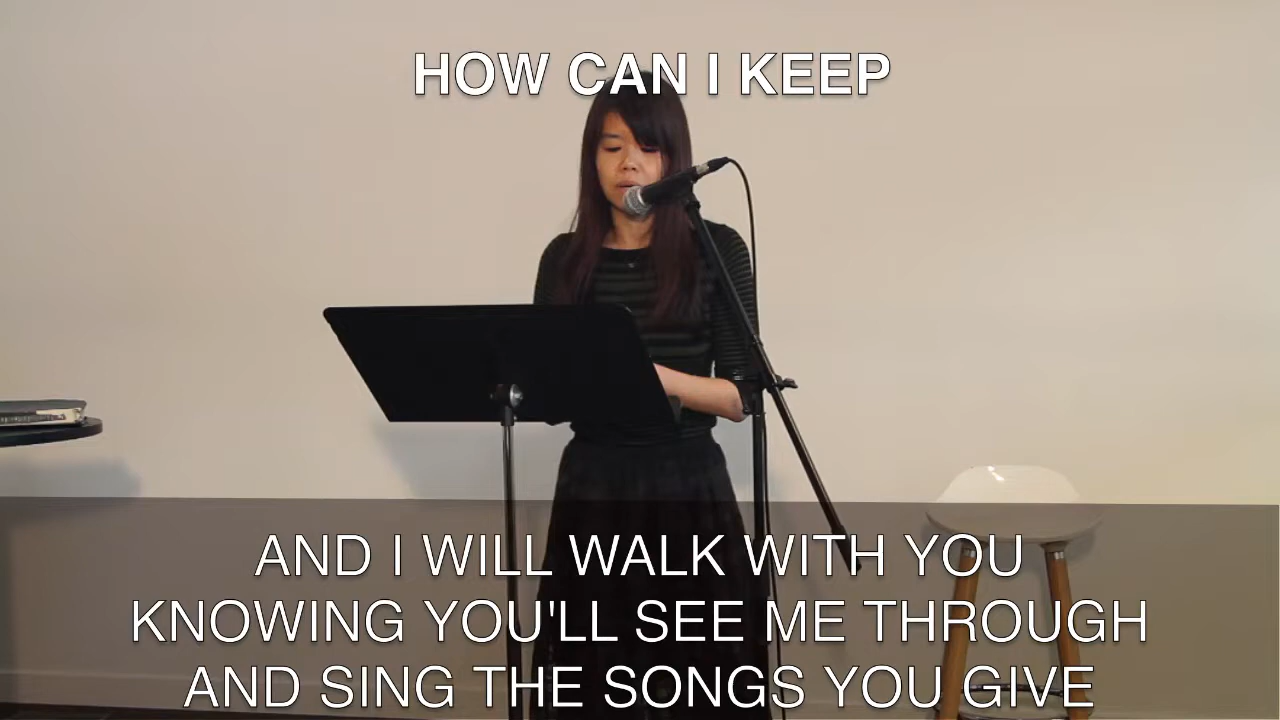 HOW CAN I KEEP
AND I WILL WALK WITH YOU
KNOWING YOU'LL SEE ME THROUGH
AND SING THE SONGS YOU GIVE